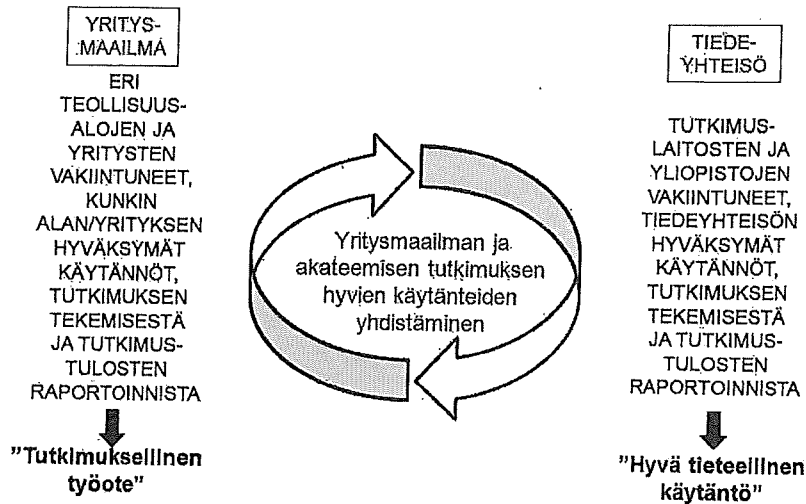 YRITYS-
MAAILMA
ERI
TEOLLISUUS-
ALOJEN JA
YRITYSTEN
VAKIINTUNEET,
KUNKIN
ALAN/YRITYKSEN
HYVÄKSYMÄT
KÄYTÄNNÖT,
TUTKIMUKSEN
TEKEMISESTÄ
JA TUTKIMUS-
TULOSTEN
RAPORTOINNISTA
"Tutkimuksellinen
työote"
Yritysmaailman ja
akateemisen tutkimuksen
hyvien käytänteiden
yhdistäminen
TIEDE-
YHTEISÖ
TUTKIMUS-
LAITOSTEN JA
YLIOPISTOJEN
VAKIINTUNEET,
TIEDEYHTEISÖN
HYVÄKSYMÄT
KÄYTÄNNÖT,
TUTKIMUKSEN
TEKEMISESTÄ
JA TUTKIMUS-
TULOSTEN
RAPORTOINNISTA
"Hyvä tieteellinen
käytäntö"